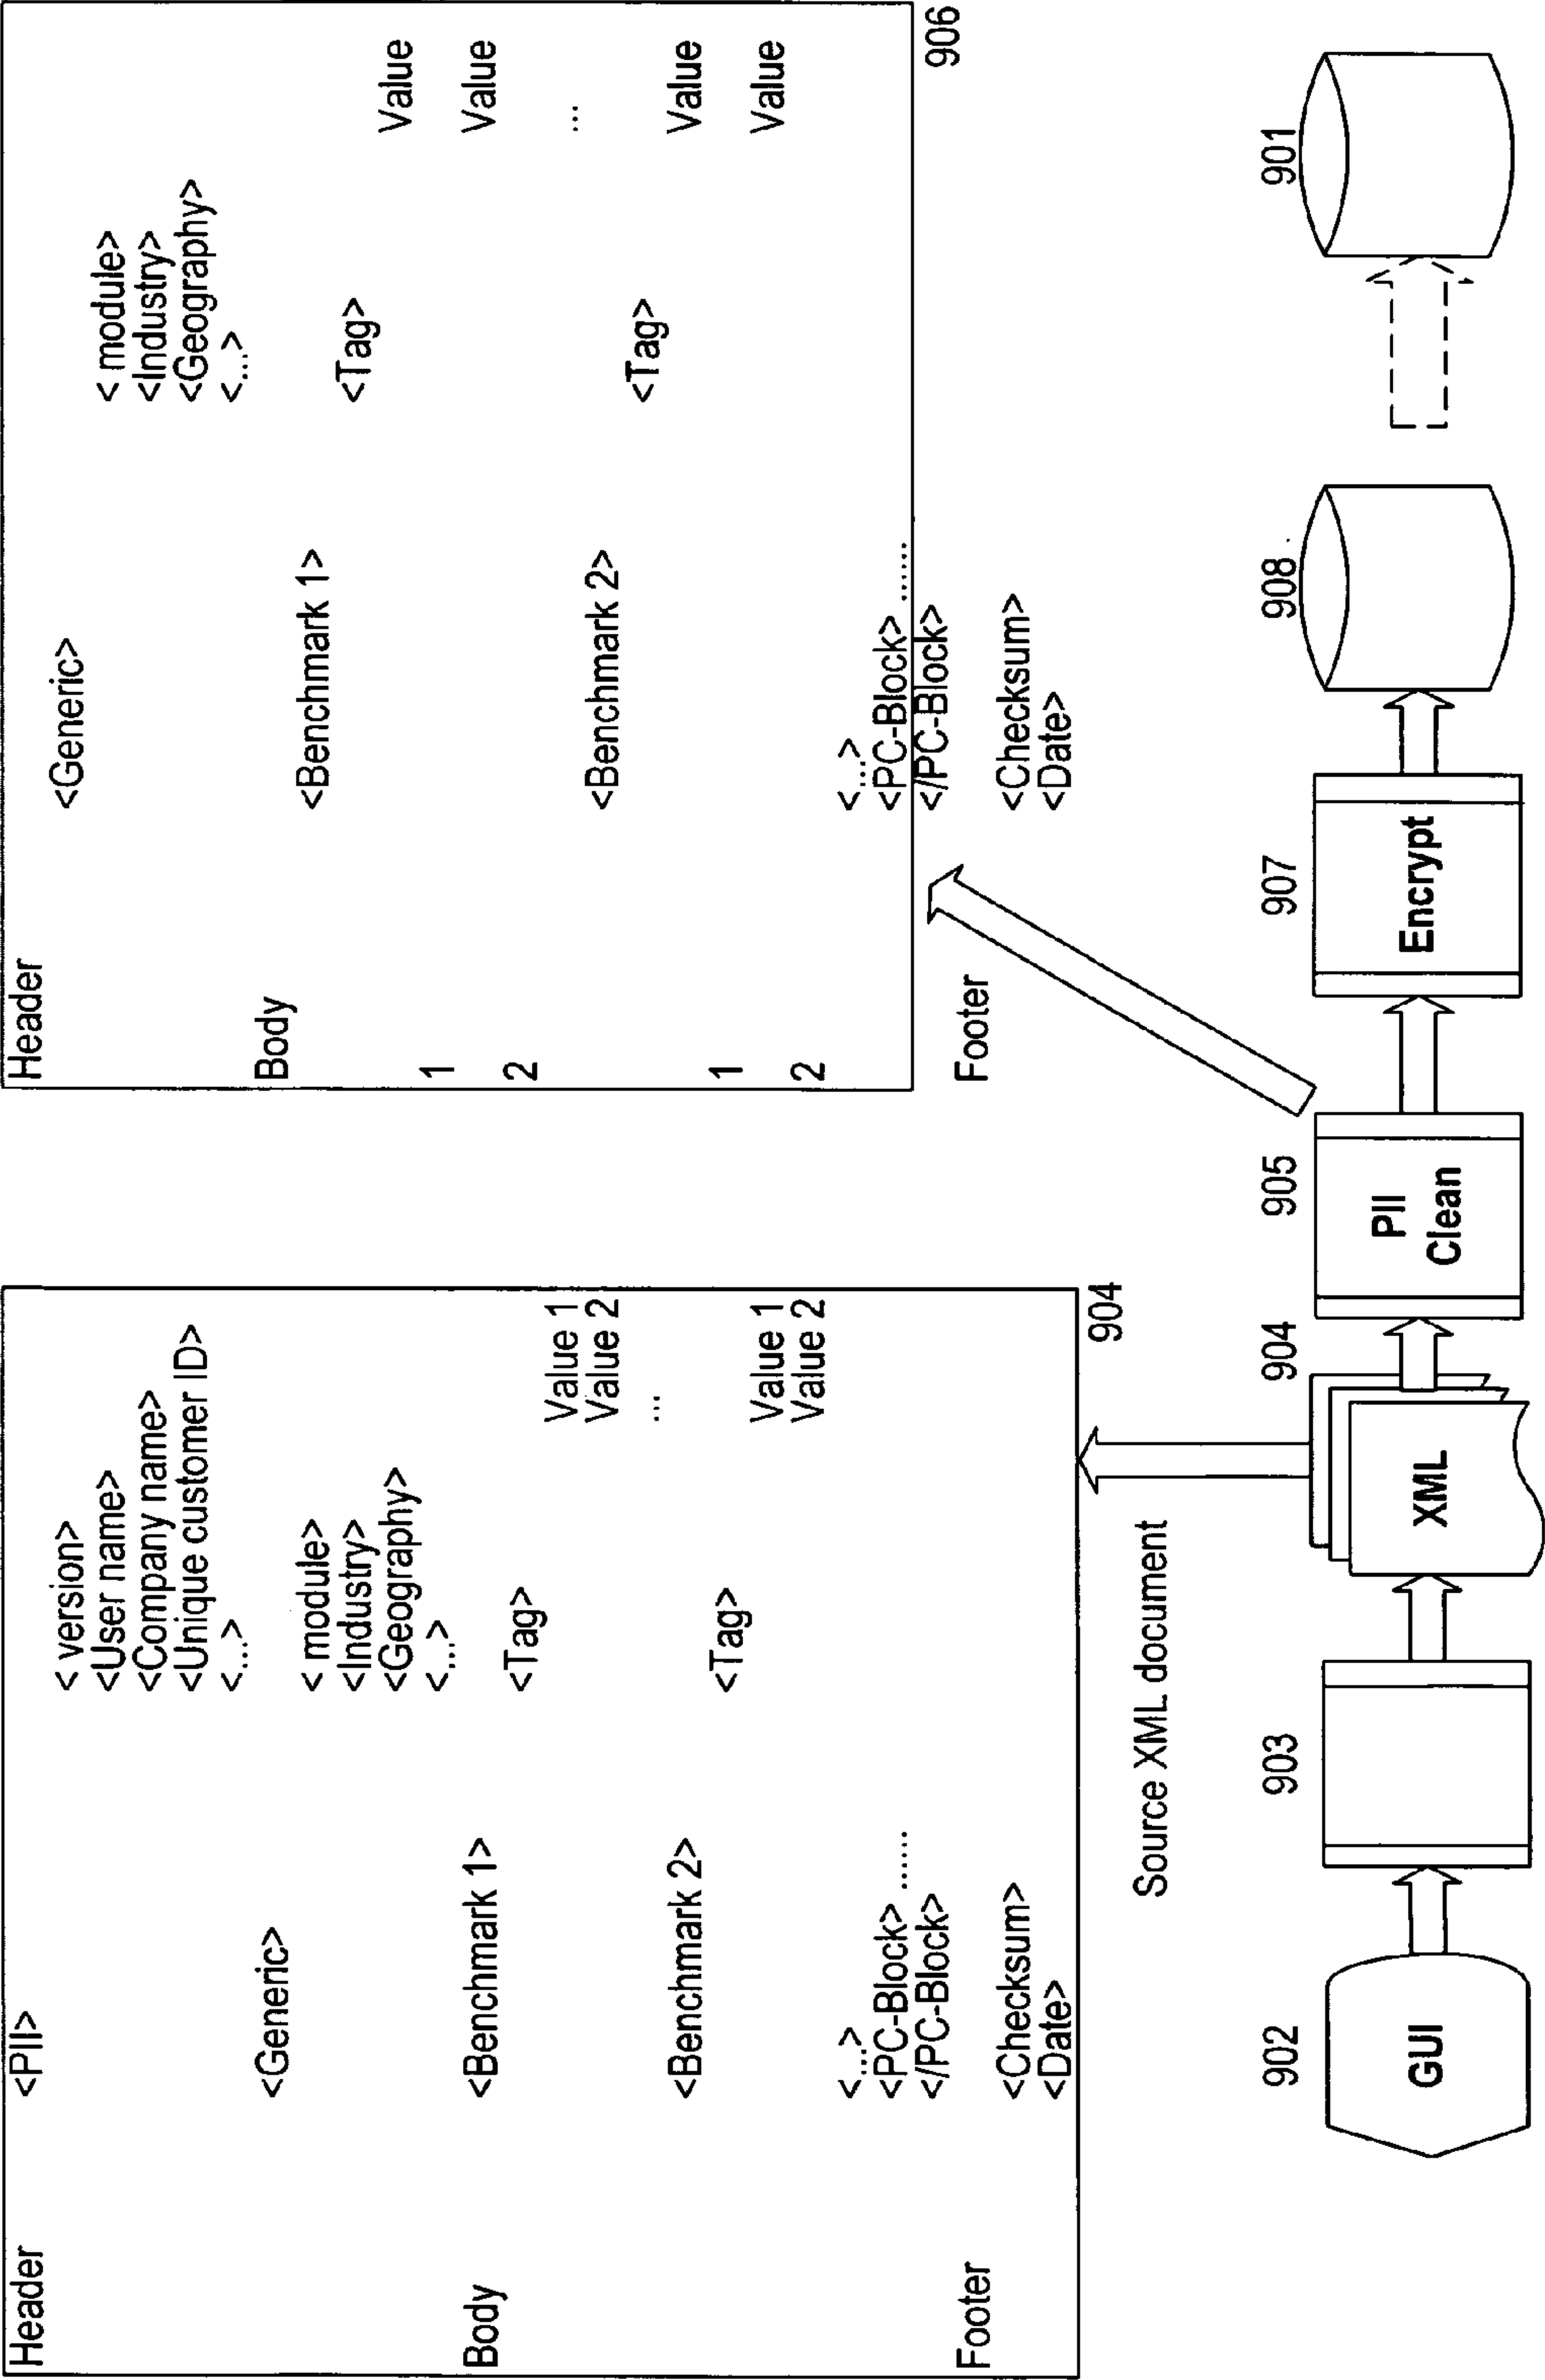 Header
<PII>
< version>
<User name>
<Company name>
<Unique customer ID>
<...>
<Generic>
< module>
<Industry>
<Geography>
<...>
Body
<Benchmark 1>
<Tag>
Value 1
Value 2
...
<Benchmark 2>
<Tag>
Value 1
Value 2
<...>
<PC-Block> ......
</PC-Block>
Footer
<Checksum>
<Date>
904
Source XML document
Header
<Generic>
< module>
<Industry>
<Geography>
<...>
Body
<Benchmark 1>
<Tag>
Value
1
Value
2
...
<Benchmark 2>
<Tag>
Value
1
Value
2
<...>
<PC-Block> ......
</PC-Block>
906
Footer
<Checksum>
<Date>
902
GUI
903
904
XML
905
PII
Clean
907
Encrypt
908
901